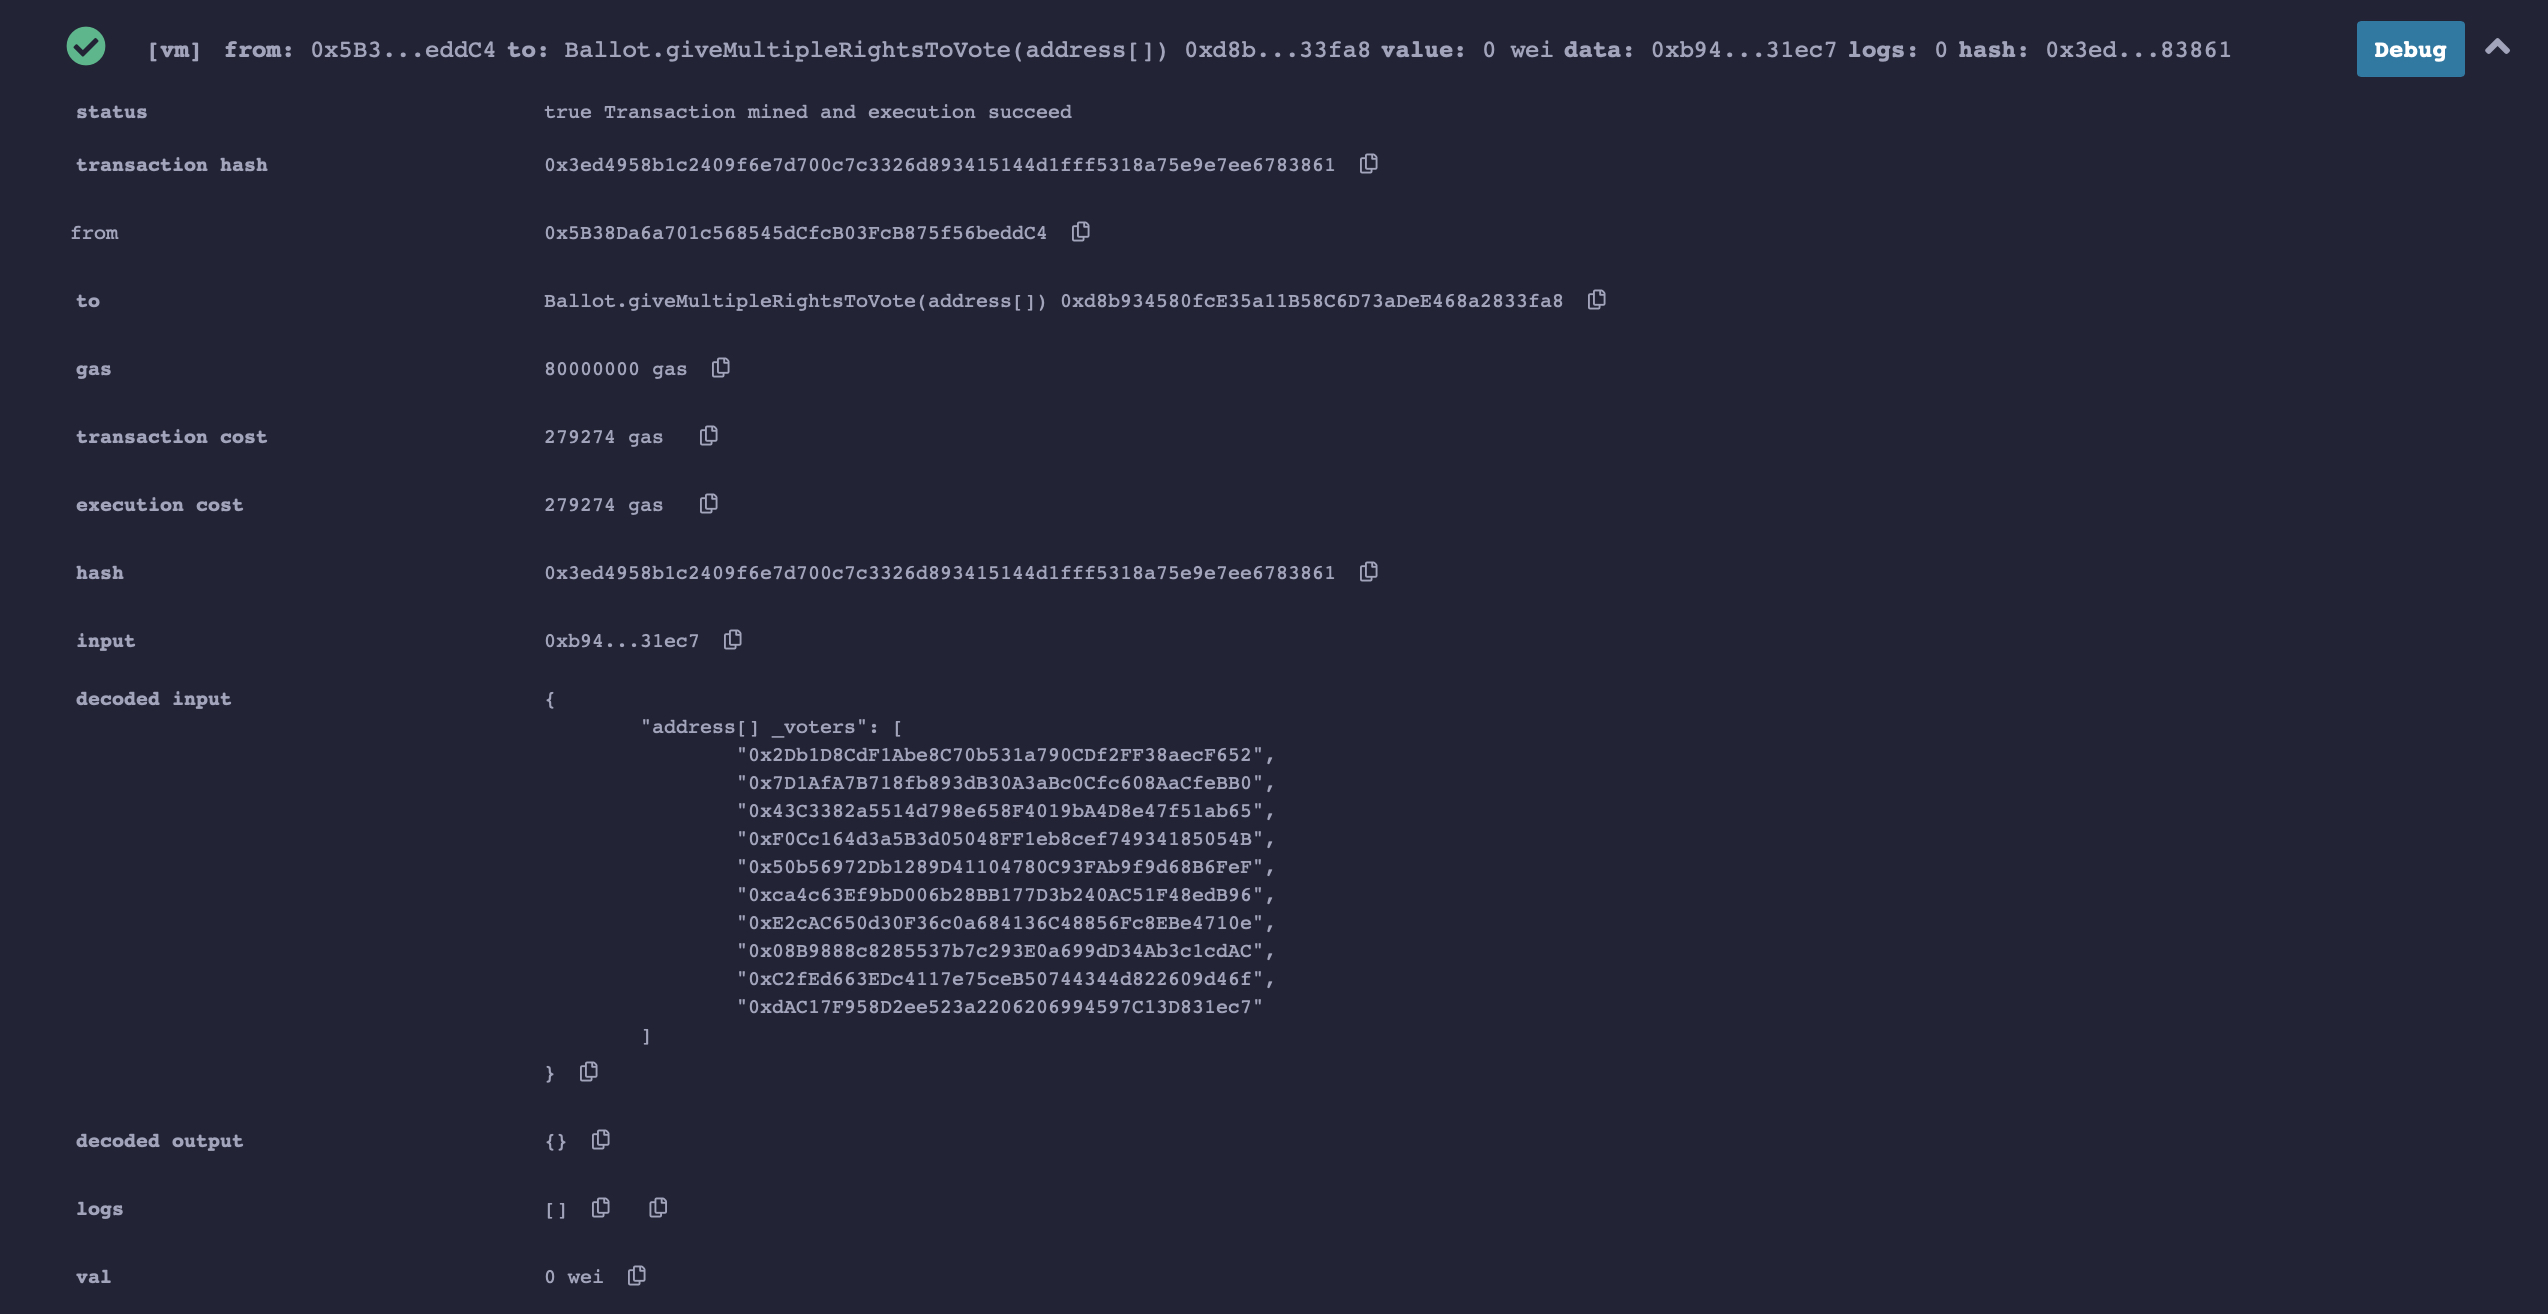 [vm] from: 0x5B3...eddC4 to: Ballot.giveMultipleRightsToVote(address[]) 0xd8b...33fa8 value: 0 wei data: 0xb94...31ec7 logs: 0 hash: 0x3ed...83861 Debug
status true Transaction mined and execution succeed
transaction hash 0x3ed4958b1c2409f6e7d700c7c3326d893415144d1fff5318a75e9e7ee6783861
from 0x5B38Da6a701c568545dCfcB03FcB875f56beddC4
to Ballot.giveMultipleRightsToVote(address[]) 0xd8b934580fcE35a11B58C6D73aDeE468a2833fa8
gas 80000000 gas
transaction cost 279274 gas
execution cost 279274 gas
hash 0x3ed4958b1c2409f6e7d700c7c3326d893415144d1fff5318a75e9e7ee6783861
input 0xb94...31ec7
decoded input {
"address[] _voters": [
"0x2Db1D8CdF1Abe8C70b531a790CDf2FF38aecF652",
"0x7D1AfA7B718fb893dB30A3aBc0Cfc608AaCfeBB0",
"0x43C3382a5514d798e658F4019bA4D8e47f51ab65",
"0xF0Cc164d3a5B3d05048FF1eb8cef74934185054B",
"0x50b56972Db1289D41104780C93FAb9f9d68B6FeF",
"0xca4c63Ef9bD006b28BB177D3b240AC51F48edB96",
"0xE2cAC650d30F36c0a684136C48856Fc8EBe4710e",
"0x08B9888c8285537b7c293E0a699dD34Ab3c1cdAC",
"0xC2fEd663EDc4117e75ceB50744344d822609d46f",
"0xdAC17F958D2ee523a2206206994597C13D831ec7"
]
}
decoded output {}
logs []
val 0 wei